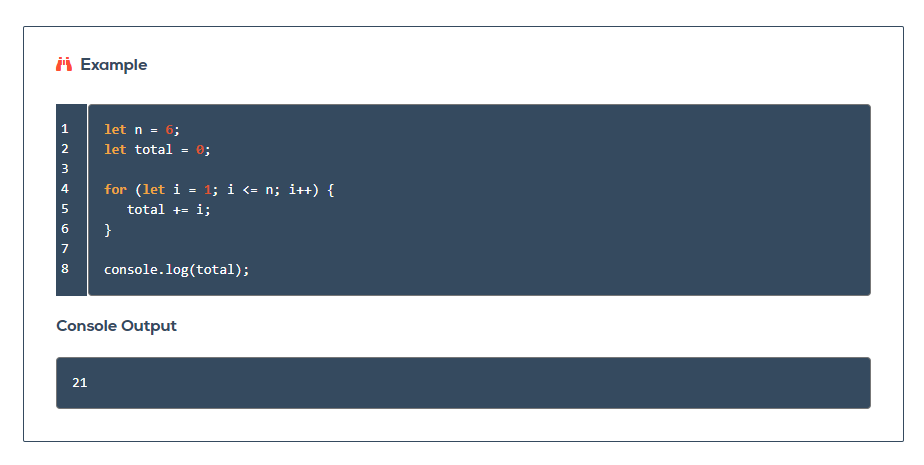 Example
1 let n = 6;
2 let total = 0;
3
4 for (let i = 1; i <= n; i++) {
5    total += i;
6 }
7
8 console.log(total);
Console Output
21